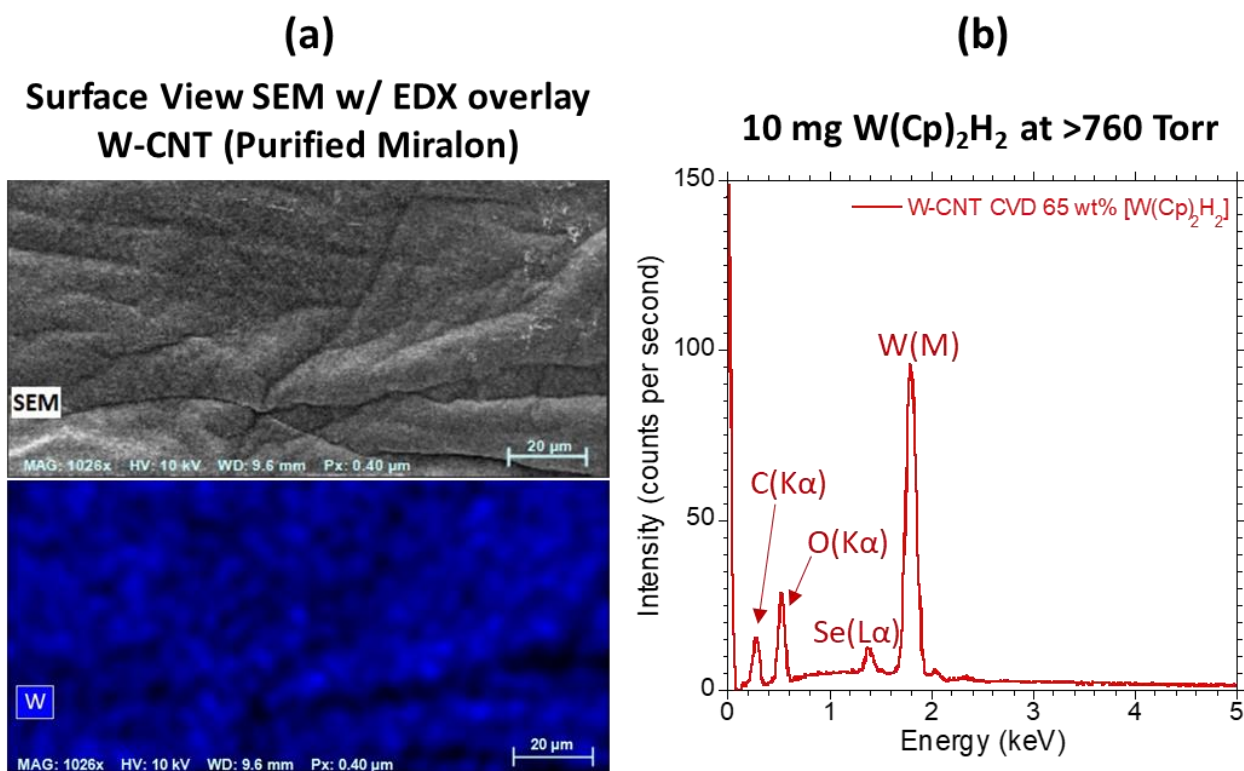 (a)
Surface View SEM w/ EDX overlay
W-CNT (Purified Miralon)
SEM
20 µm
MAG: 1026x HV: 10 kV WD: 9.6 mm Px: 0.40 µm
W
20 µm
MAG: 1026x HV: 10 kV WD: 9.6 mm Px: 0.40 µm
(b)
10 mg W(Cp)₂H₂ at >760 Torr
W-CNT CVD 65 wt% [W(Cp)₂H₂]
Intensity (counts per second)
150
100
50
0
C(Kα)
O(Kα)
Se(Lα)
W(M)
0 1 2 3 4 5
Energy (keV)